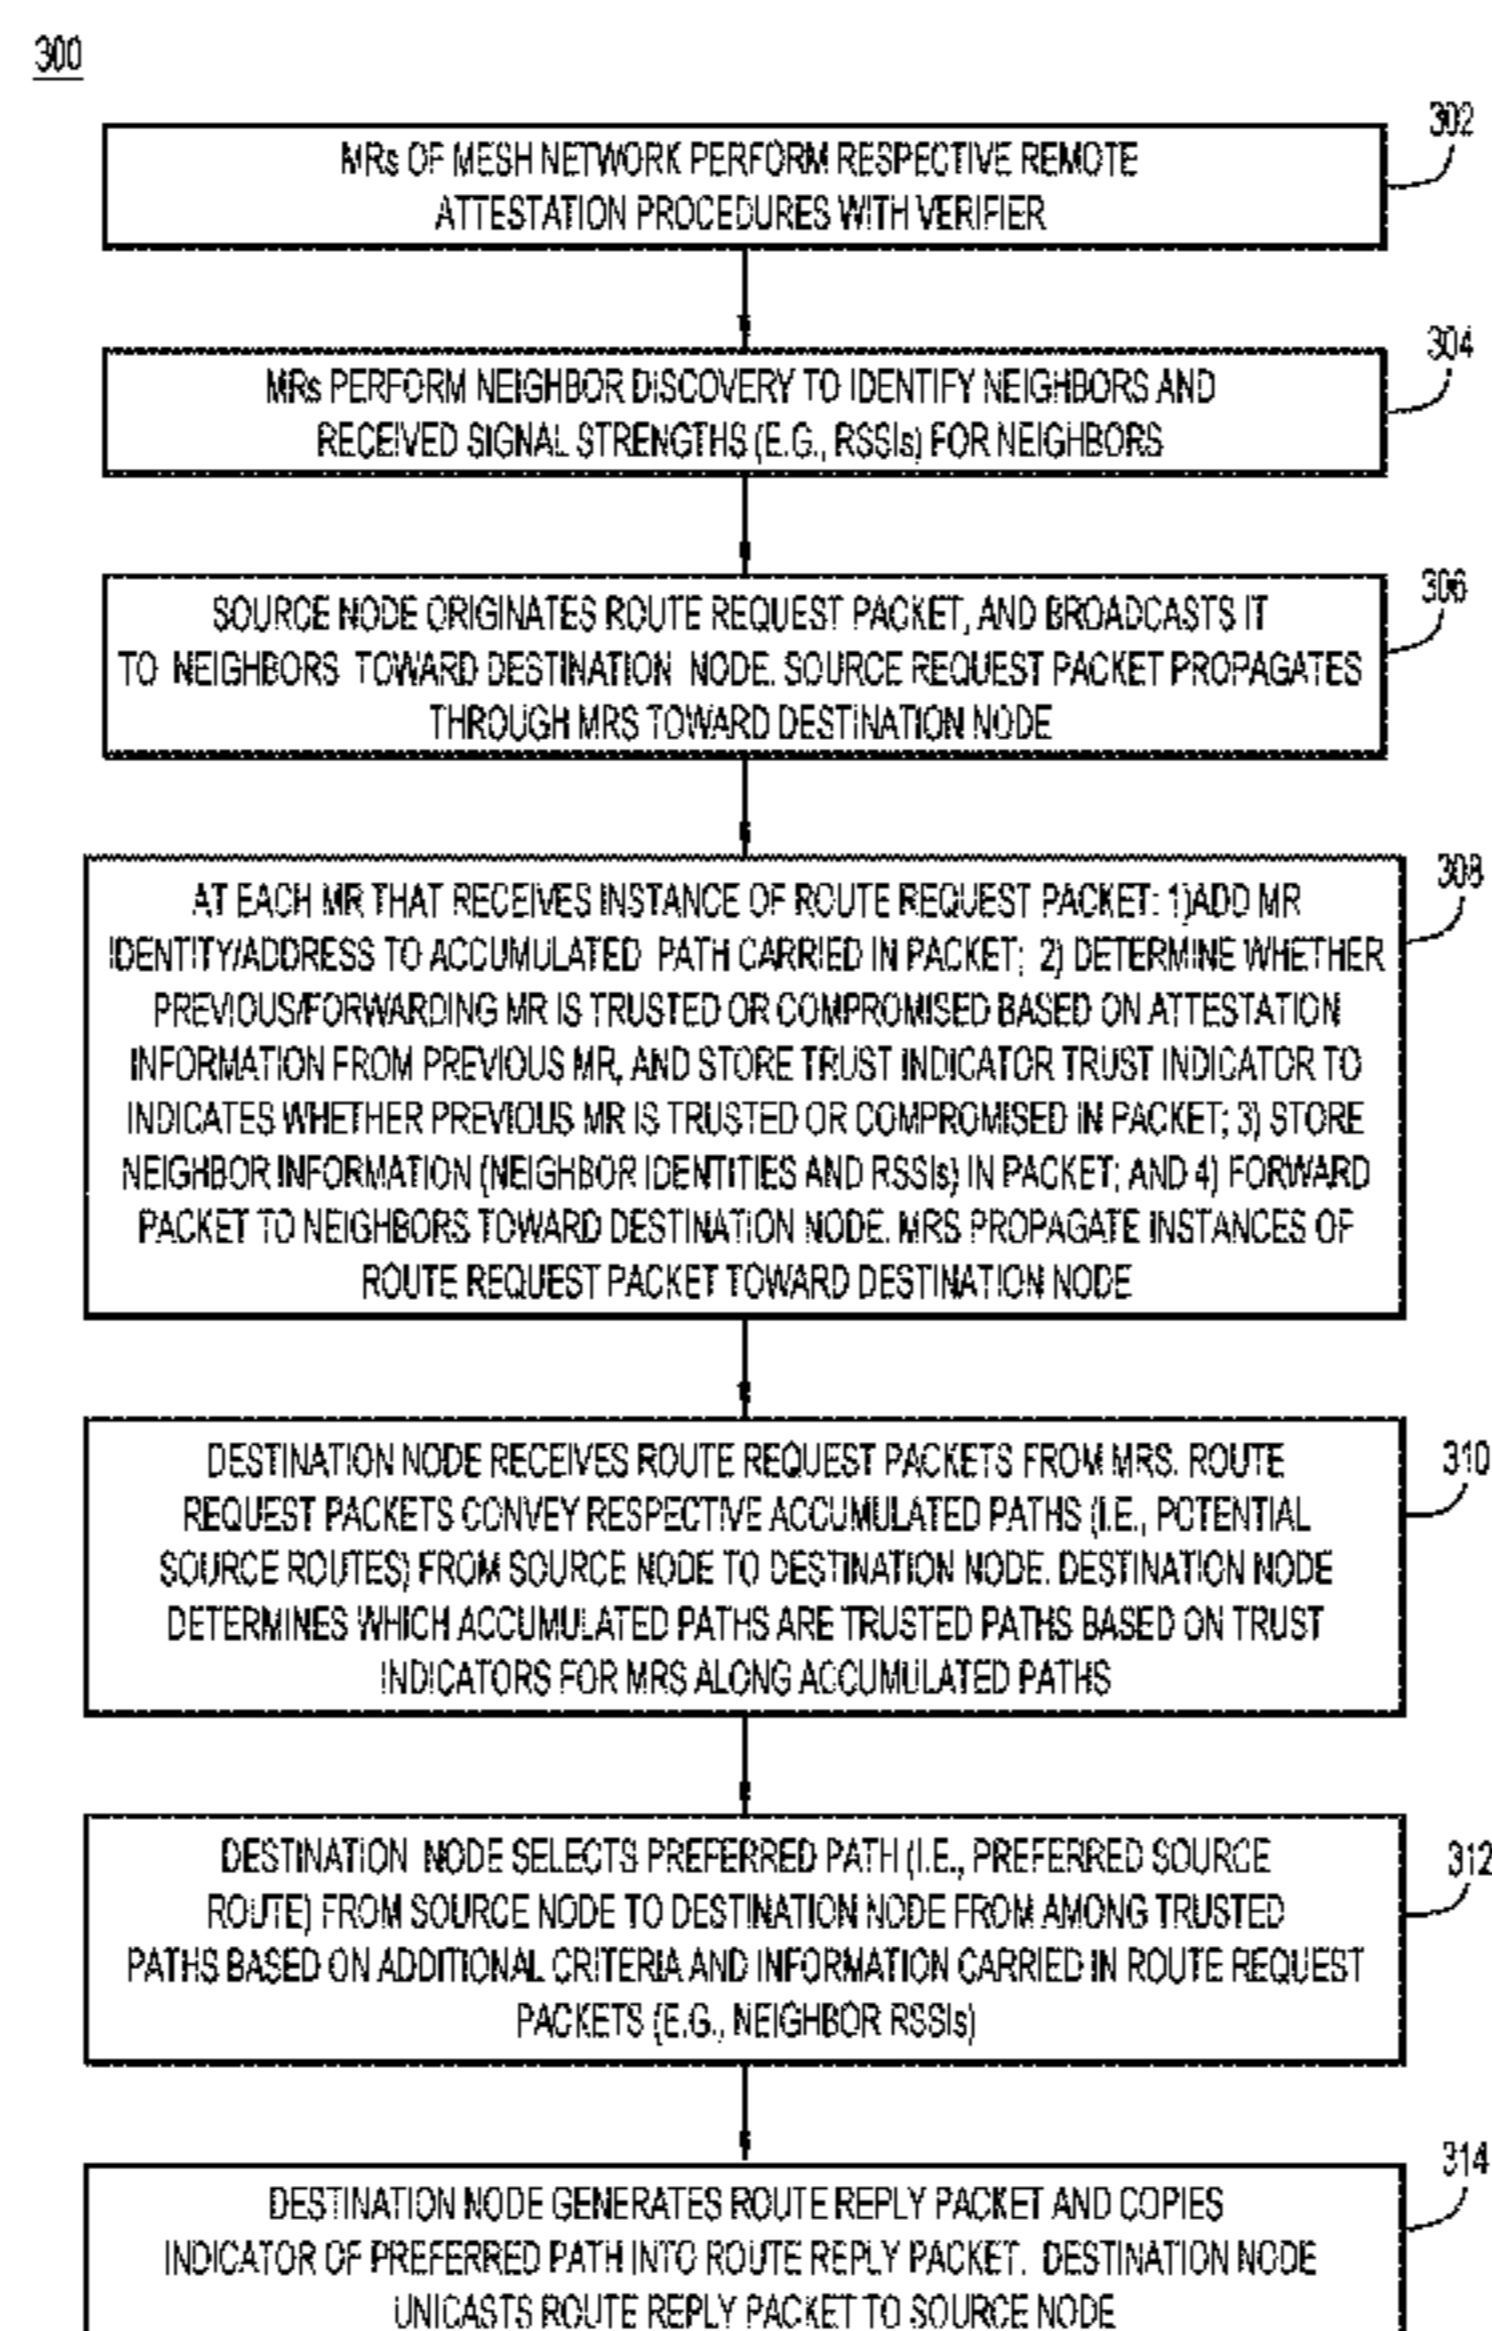 300
302
MRs OF MESH NETWORK PERFORM RESPECTIVE REMOTE
ATTESTATION PROCEDURES WITH VERIFIER
304
MRs PERFORM NEIGHBOR DISCOVERY TO IDENTIFY NEIGHBORS AND
RECEIVED SIGNAL STRENGTHS (E.G., RSSIs) FOR NEIGHBORS
306
SOURCE NODE ORIGINATES ROUTE REQUEST PACKET, AND BROADCASTS IT
TO NEIGHBORS TOWARD DESTINATION NODE. SOURCE REQUEST PACKET PROPAGATES
THROUGH MRS TOWARD DESTINATION NODE
308
AT EACH MR THAT RECEIVES INSTANCE OF ROUTE REQUEST PACKET: 1)ADD MR
IDENTITY/ADDRESS TO ACCUMULATED PATH CARRIED IN PACKET; 2) DETERMINE WHETHER
PREVIOUS/FORWARDING MR IS TRUSTED OR COMPROMISED BASED ON ATTESTATION
INFORMATION FROM PREVIOUS MR, AND STORE TRUST INDICATOR TRUST INDICATOR TO
INDICATES WHETHER PREVIOUS MR IS TRUSTED OR COMPROMISED IN PACKET; 3) STORE
NEIGHBOR INFORMATION (NEIGHBOR IDENTITIES AND RSSIs) IN PACKET; AND 4) FORWARD
PACKET TO NEIGHBORS TOWARD DESTINATION NODE. MRS PROPAGATE INSTANCES OF
ROUTE REQUEST PACKET TOWARD DESTINATION NODE
310
DESTINATION NODE RECEIVES ROUTE REQUEST PACKETS FROM MRS. ROUTE
REQUEST PACKETS CONVEY RESPECTIVE ACCUMULATED PATHS (I.E., POTENTIAL
SOURCE ROUTES) FROM SOURCE NODE TO DESTINATION NODE. DESTINATION NODE
DETERMINES WHICH ACCUMULATED PATHS ARE TRUSTED PATHS BASED ON TRUST
INDICATORS FOR MRS ALONG ACCUMULATED PATHS
312
DESTINATION NODE SELECTS PREFERRED PATH (I.E., PREFERRED SOURCE
ROUTE) FROM SOURCE NODE TO DESTINATION NODE FROM AMONG TRUSTED
PATHS BASED ON ADDITIONAL CRITERIA AND INFORMATION CARRIED IN ROUTE REQUEST
PACKETS (E.G., NEIGHBOR RSSIs)
314
DESTINATION NODE GENERATES ROUTE REPLY PACKET AND COPIES
INDICATOR OF PREFERRED PATH INTO ROUTE REPLY PACKET. DESTINATION NODE
UNICASTS ROUTE REPLY PACKET TO SOURCE NODE